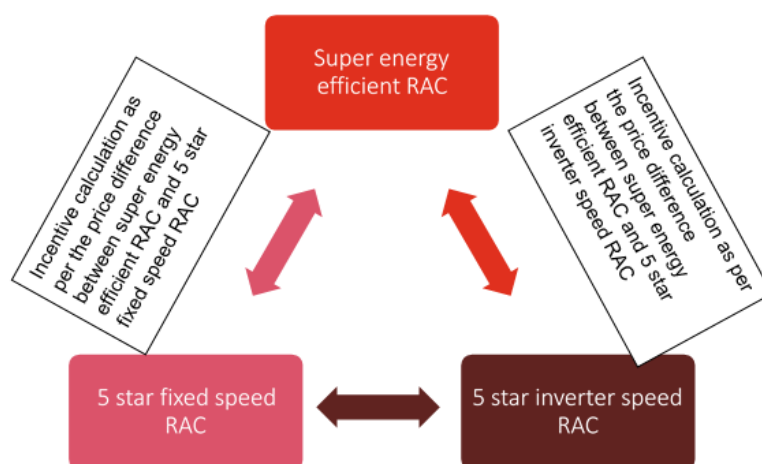 Super energy
efficient RAC
Incentive calculation as
per the price difference
between super energy
efficient RAC and 5 star
fixed speed RAC
Incentive calculation as per
the price difference
between super energy
efficient RAC and 5 star
inverter speed RAC
5 star fixed speed
RAC
5 star inverter speed
RAC